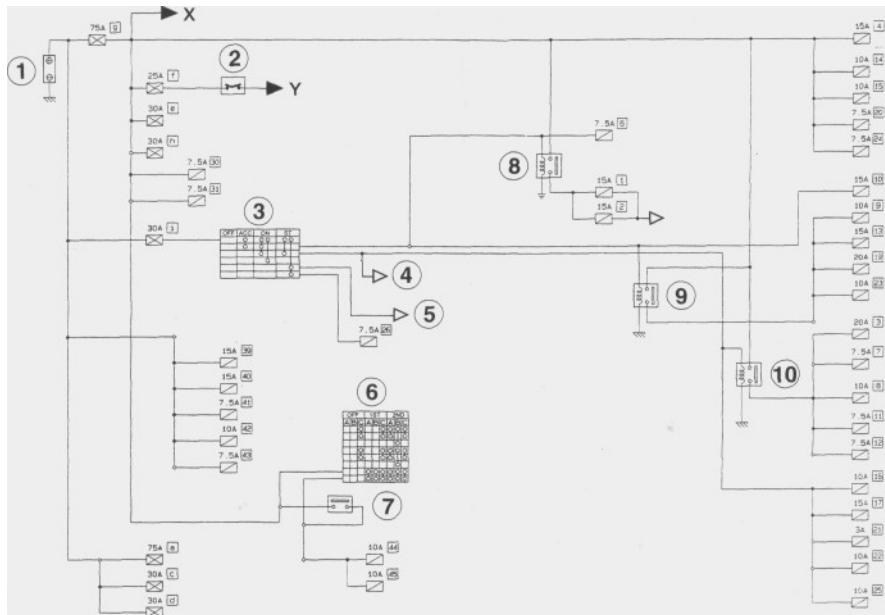 75A g
X
15A 4
1
2
25A f
Y
10A 14
30A e
10A 15
30A h
7.5A 20
7.5A 5
7.5A 24
7.5A 30
8
7.5A 31
15A 1
15A 10
15A 2
10A 9
3
30A i
OFF ACC ON ST
15A 13
4
20A
9
10A 23
5
7.5A 26
20A 3
15A 39
7.5A 7
15A 40
10
7.5A 41
6
10A 8
10A 42
OFF 1ST 2ND
A B C A B C A B C
7.5A 11
7.5A 43
7.5A 12
7
10A 16
15A 17
75A a
10A 44
3A 21
30A c
10A 45
10A 22
30A d
10A 25